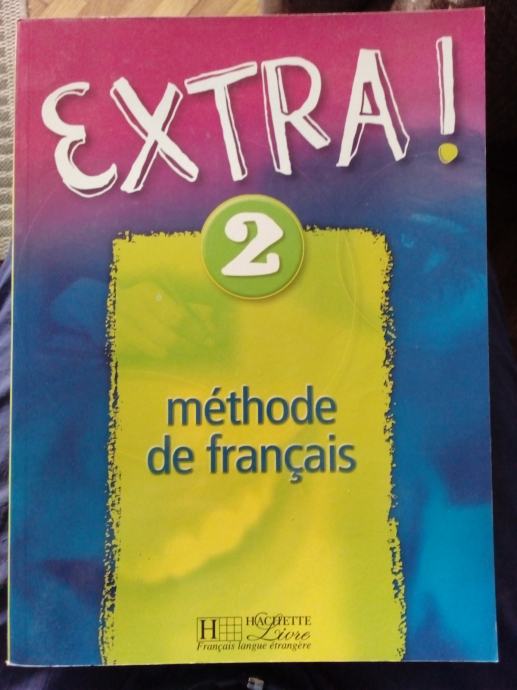 EXTRA!
2
méthode
de français
H HACHETTE
Livre
Français langue étrangère